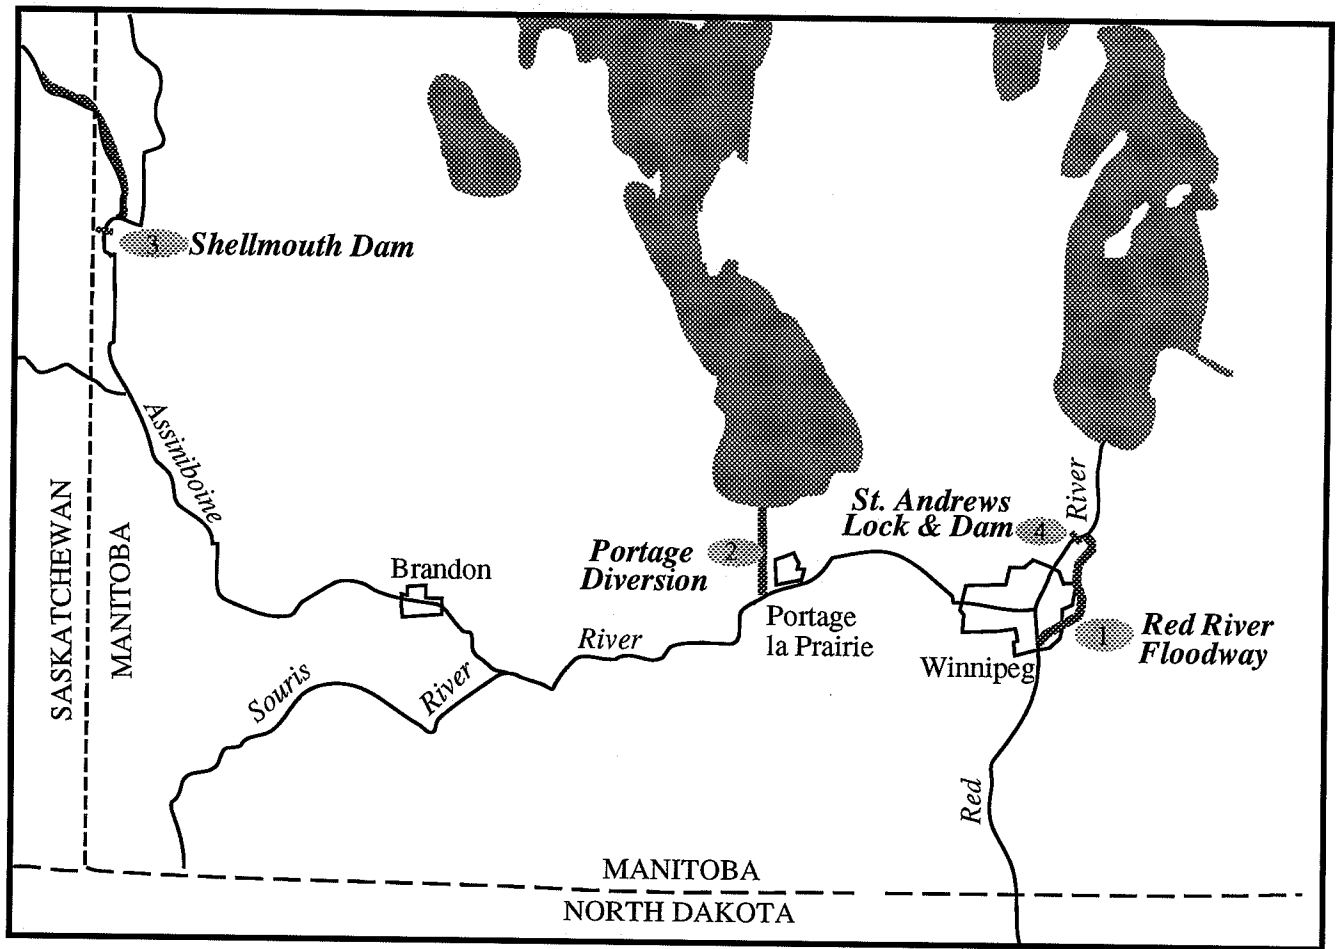 3 Shellmouth Dam
Assiniboine
SASKATCHEWAN
MANITOBA
Brandon
Souris
River
River
Portage
Diversion
2
Portage
la Prairie
St. Andrews
Lock & Dam 4
River
Winnipeg
1 Red River
Floodway
Red
MANITOBA
NORTH DAKOTA